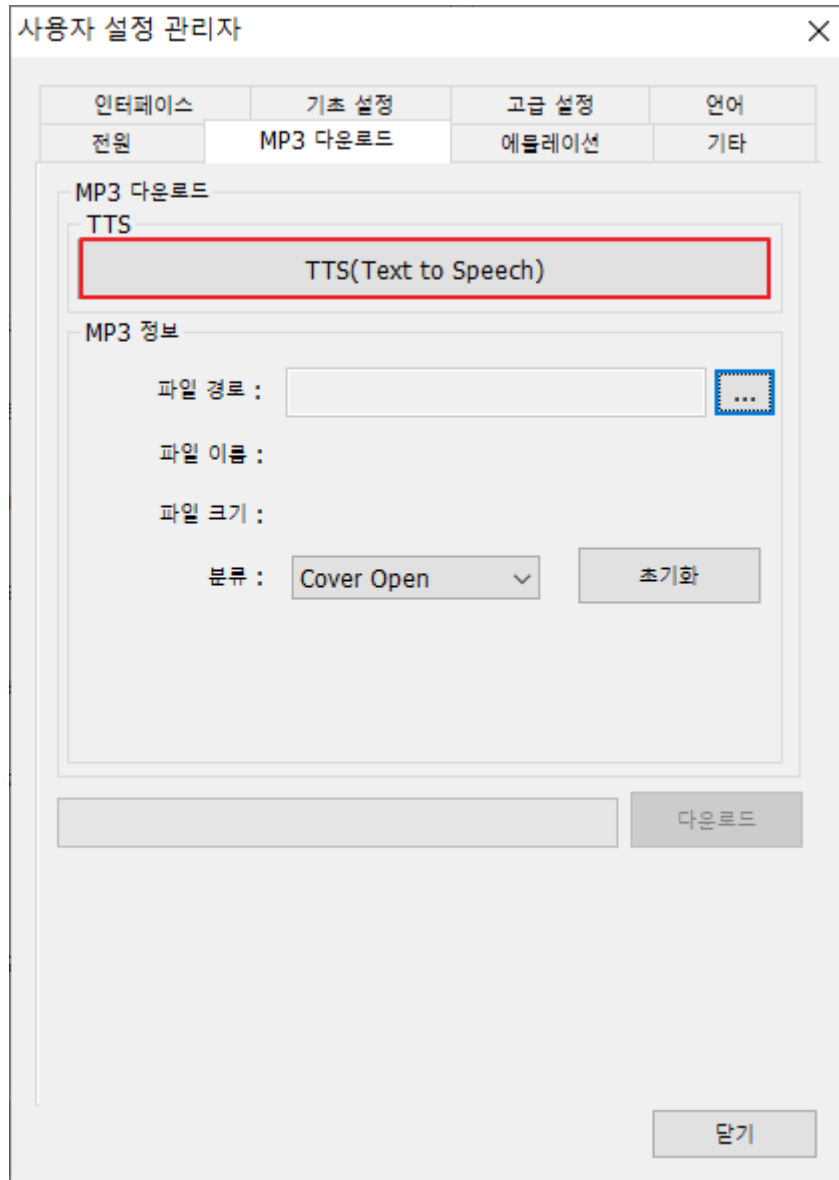 사용자 설정 관리자
인터페이스 기초 설정 고급 설정 언어
전원 MP3 다운로드 에뮬레이션 기타
MP3 다운로드
TTS
TTS(Text to Speech)
MP3 정보
파일 경로 : ...
파일 이름 :
파일 크기 :
분류 : Cover Open 초기화
다운로드
닫기